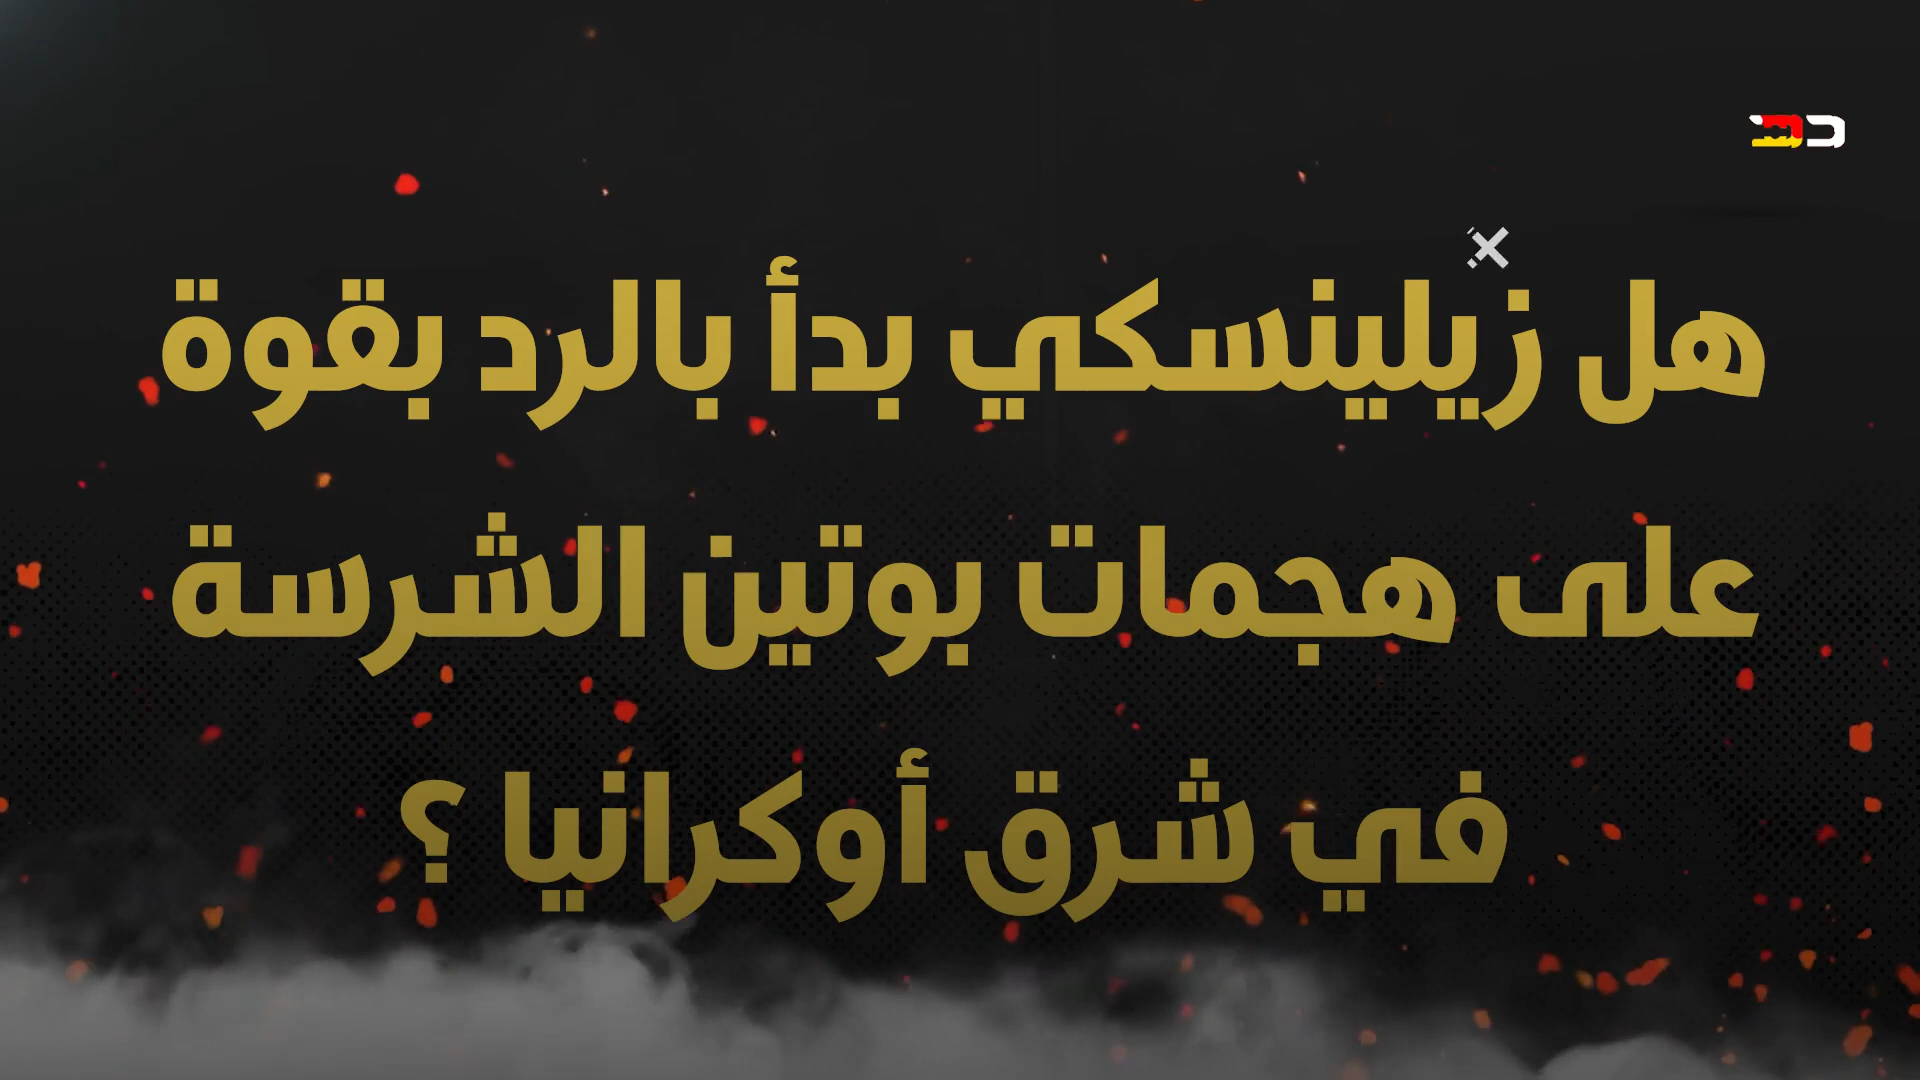 هل زيلينسكي بدأ بالرد بقوة
على هجمات بوتين الشرسة
في شرق أوكرانيا ؟